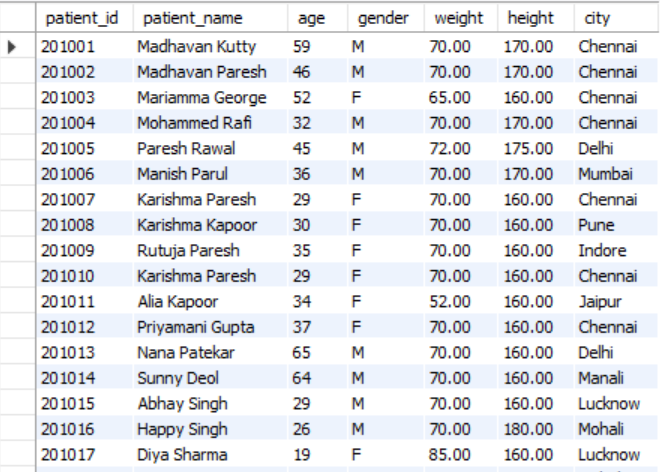 patient_id patient_name age gender weight height city
201001 Madhavan Kutty 59 M 70.00 170.00 Chennai
201002 Madhavan Paresh 46 M 70.00 170.00 Chennai
201003 Mariamma George 52 F 65.00 160.00 Chennai
201004 Mohammed Rafi 32 M 70.00 170.00 Chennai
201005 Paresh Rawal 45 M 72.00 175.00 Delhi
201006 Manish Parul 36 M 70.00 170.00 Mumbai
201007 Karishma Paresh 29 F 70.00 160.00 Chennai
201008 Karishma Kapoor 30 F 70.00 160.00 Pune
201009 Rutuja Paresh 35 F 70.00 160.00 Indore
201010 Karishma Paresh 29 F 70.00 160.00 Chennai
201011 Alia Kapoor 34 F 52.00 160.00 Jaipur
201012 Priyamani Gupta 37 F 70.00 160.00 Chennai
201013 Nana Patekar 65 M 70.00 160.00 Delhi
201014 Sunny Deol 64 M 70.00 160.00 Manali
201015 Abhay Singh 29 M 70.00 160.00 Lucknow
201016 Happy Singh 26 M 70.00 180.00 Mohali
201017 Diya Sharma 19 F 85.00 160.00 Lucknow